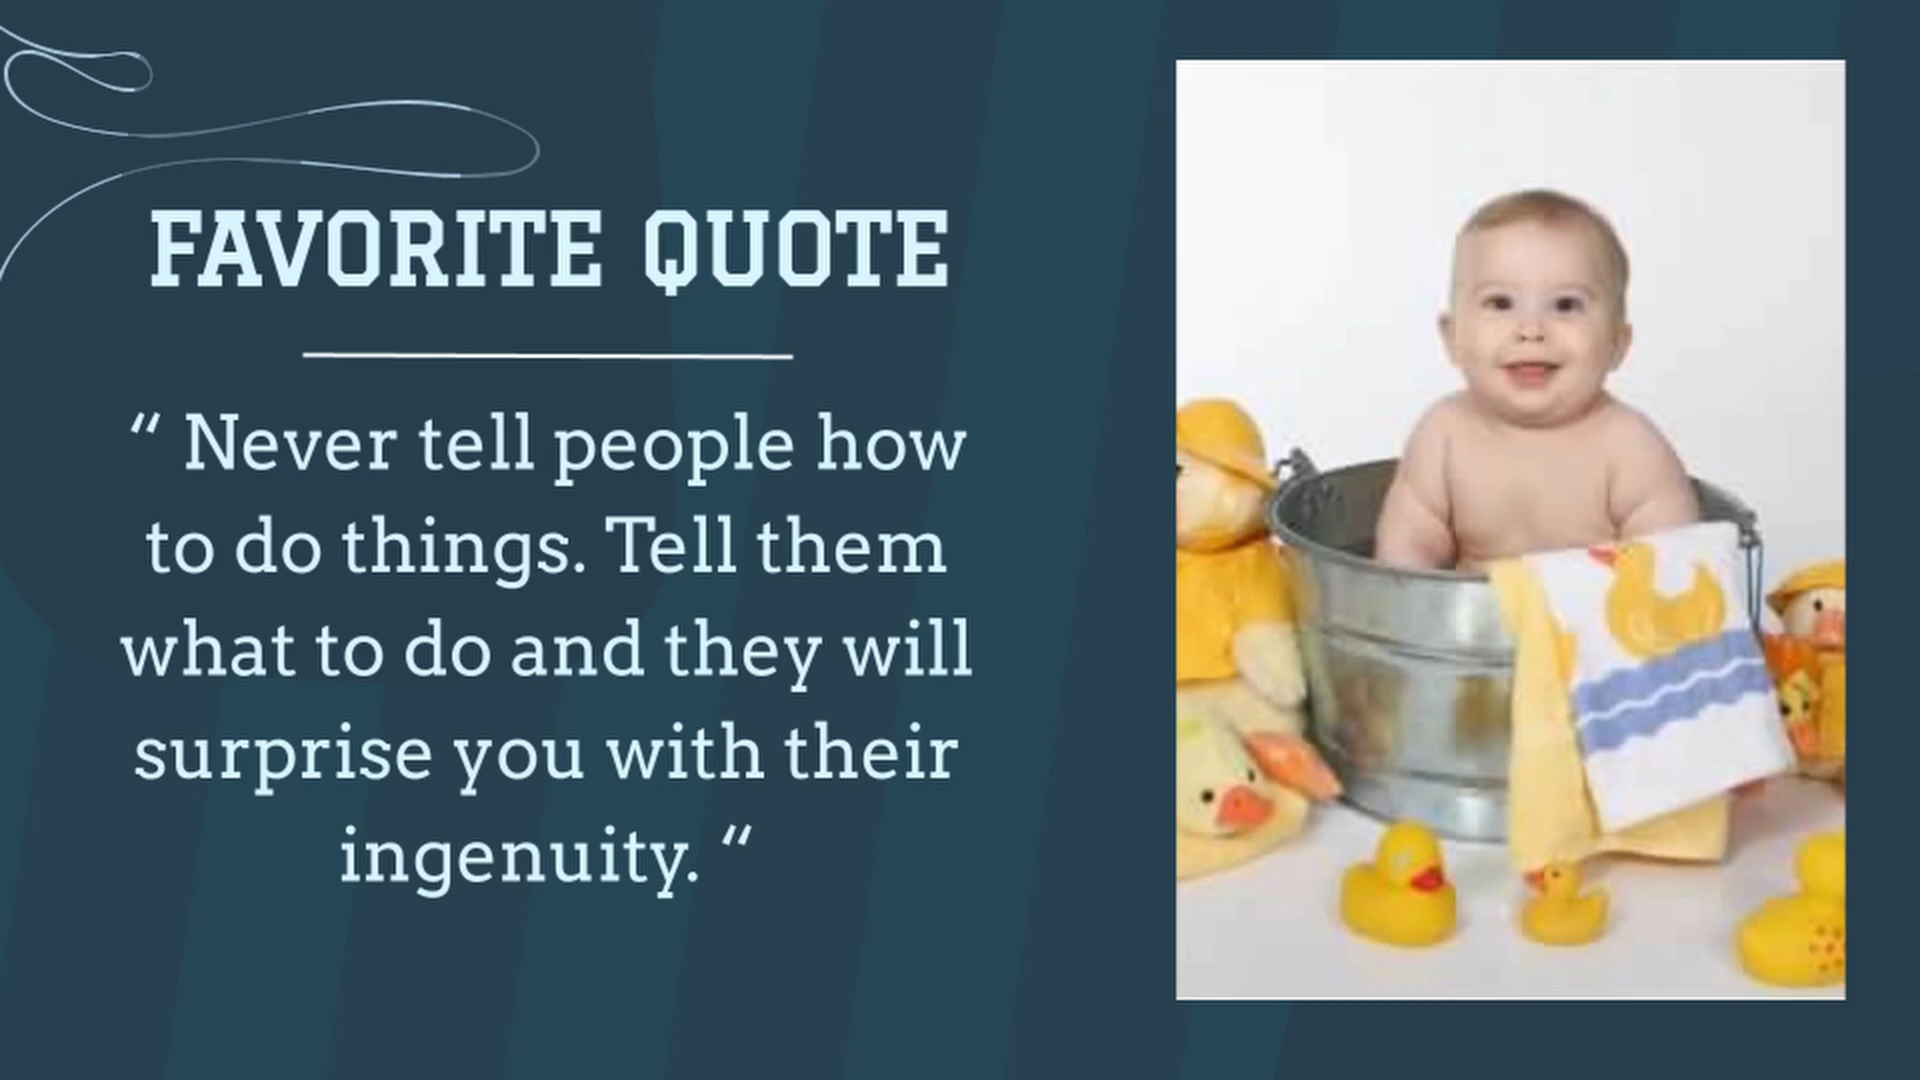 FAVORITE QUOTE
“ Never tell people how
to do things. Tell them
what to do and they will
surprise you with their
ingenuity. “